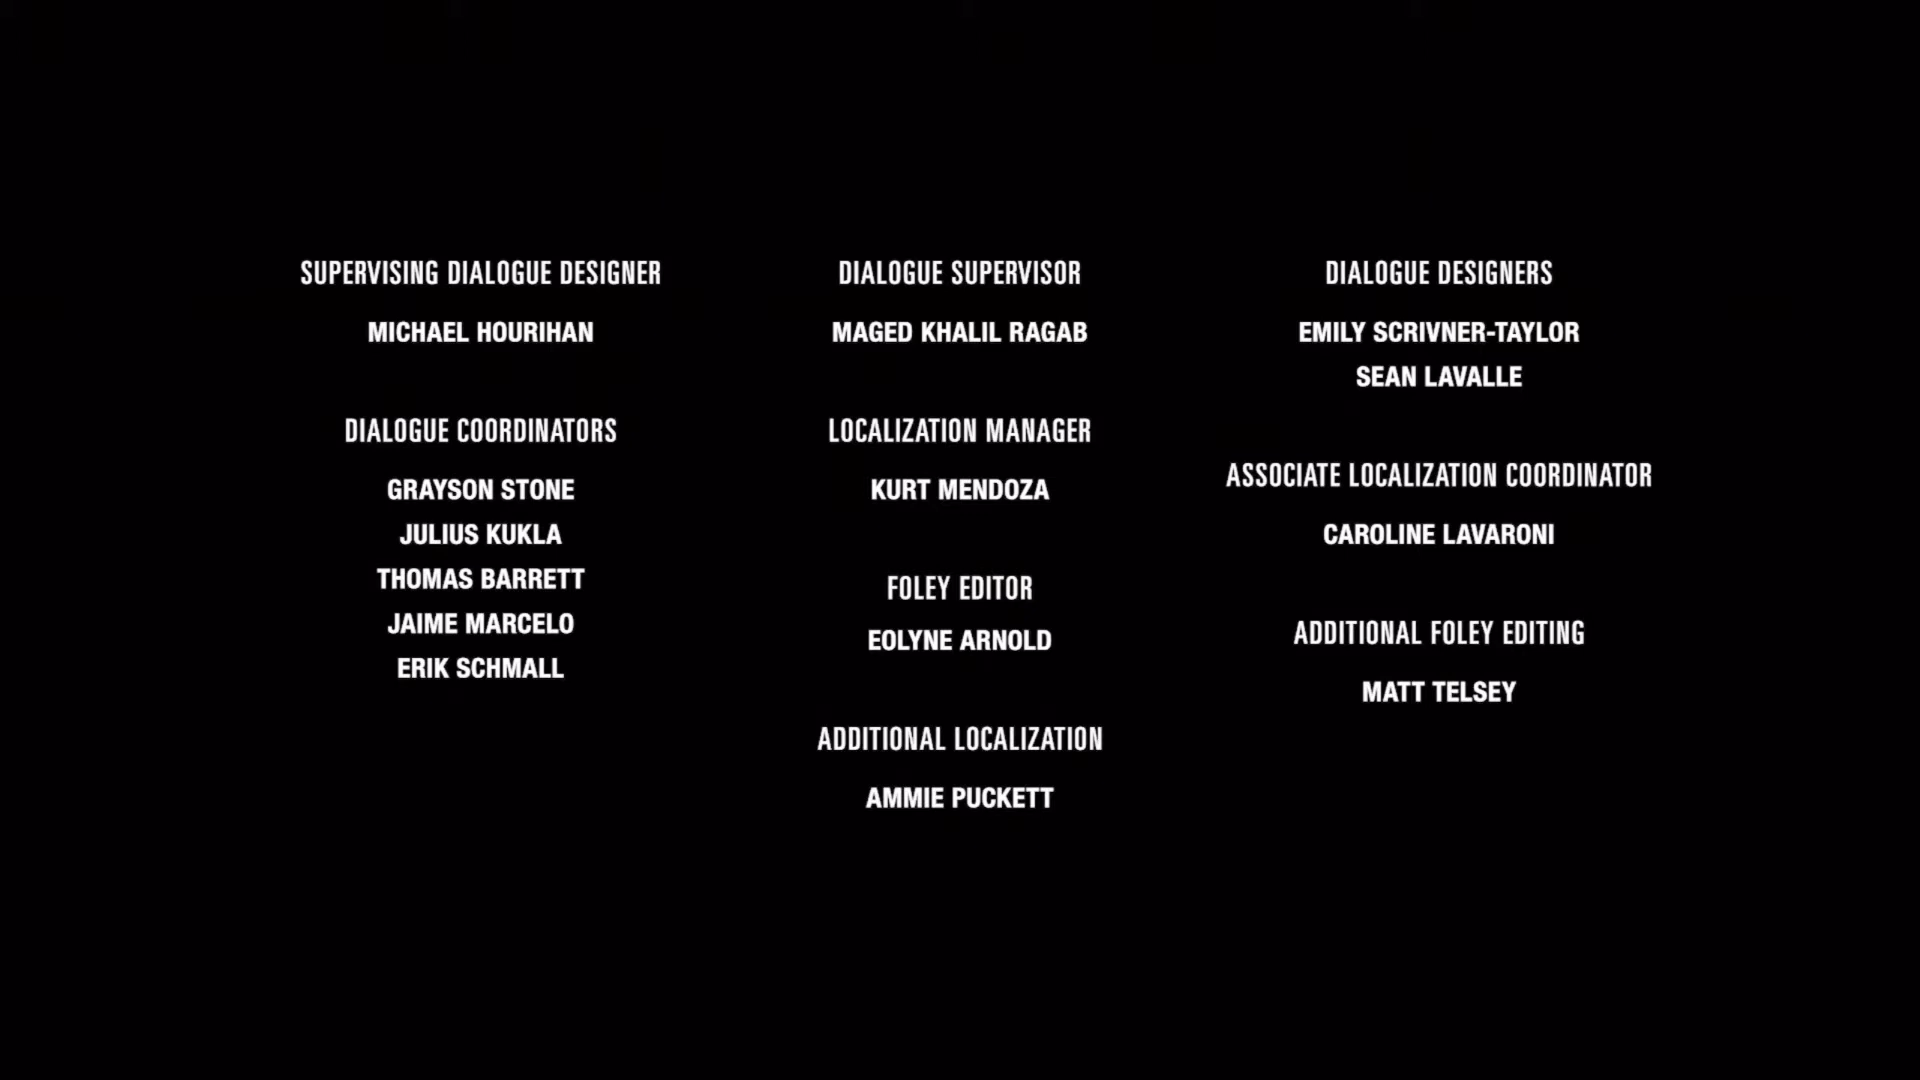 SUPERVISING DIALOGUE DESIGNER
MICHAEL HOURIHAN
DIALOGUE COORDINATORS
GRAYSON STONE
JULIUS KUKLA
THOMAS BARRETT
JAIME MARCELO
ERIK SCHMALL
DIALOGUE SUPERVISOR
MAGED KHALIL RAGAB
LOCALIZATION MANAGER
KURT MENDOZA
FOLEY EDITOR
EOLYNE ARNOLD
ADDITIONAL LOCALIZATION
AMMIE PUCKETT
DIALOGUE DESIGNERS
EMILY SCRIVNER-TAYLOR
SEAN LAVALLE
ASSOCIATE LOCALIZATION COORDINATOR
CAROLINE LAVARONI
ADDITIONAL FOLEY EDITING
MATT TELSEY